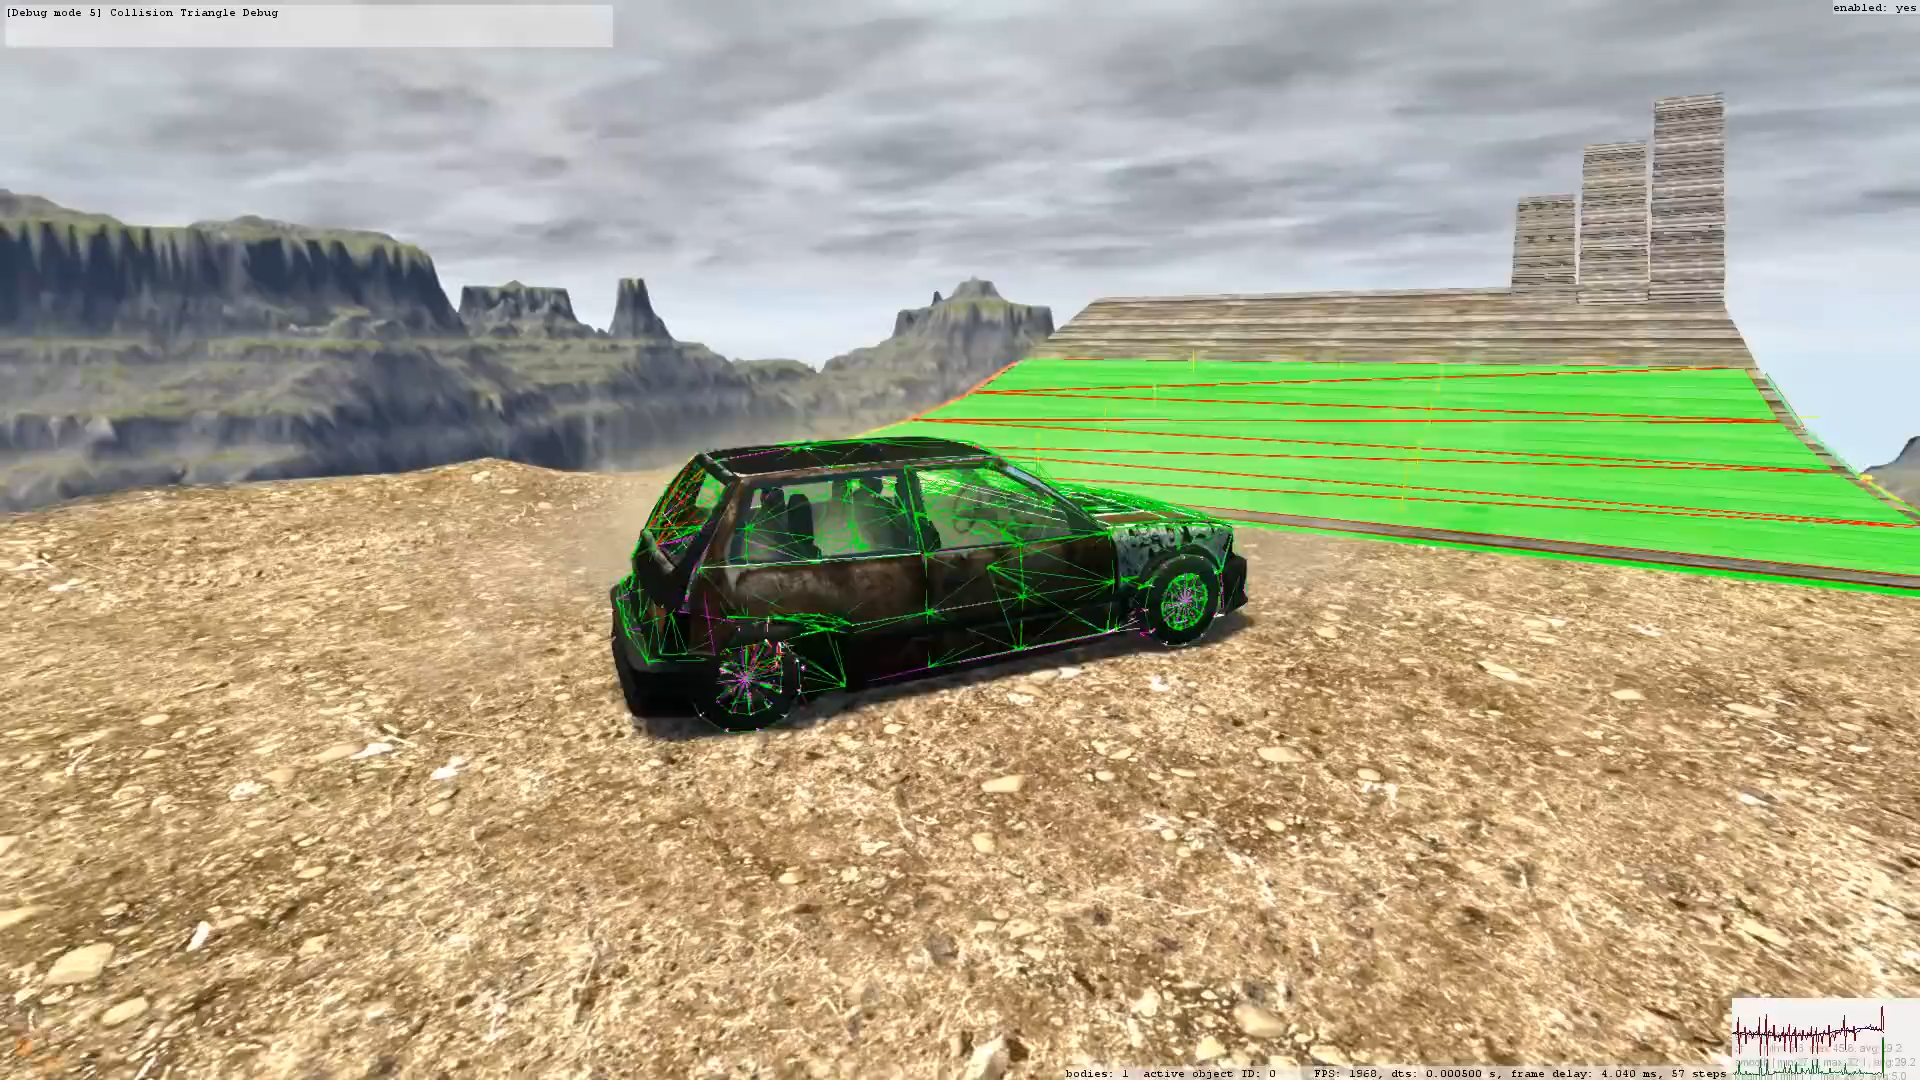 [Debug mode 5] Collision Triangle Debug
enabled: yes
bodies: 1 active object ID: 0 FPS: 1968, dts: 0.000500 s, frame delay: 4.040 ms, 57 steps